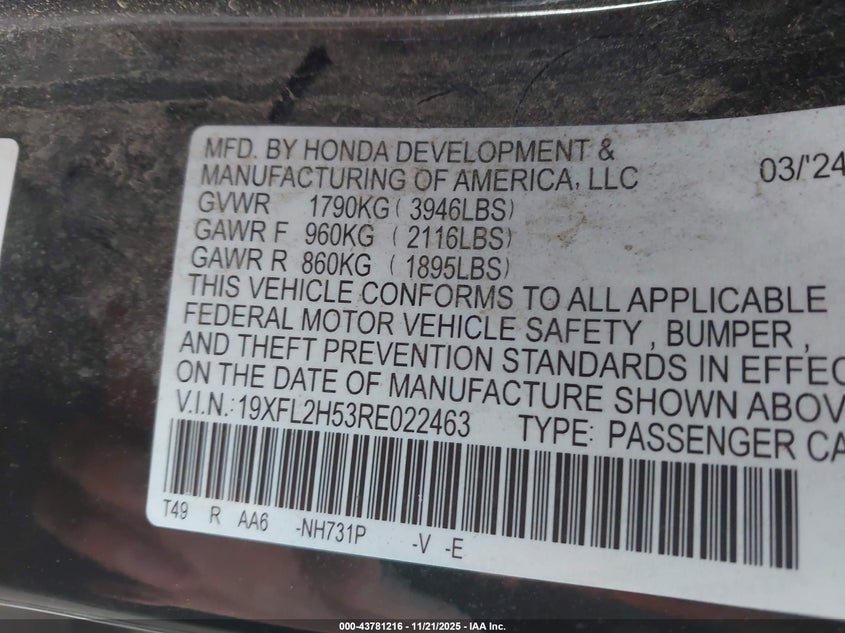 MFD. BY HONDA DEVELOPMENT &
MANUFACTURING OF AMERICA, LLC 03/'24
GVWR 1790KG ( 3946LBS)
GAWR F 960KG ( 2116LBS)
GAWR R 860KG ( 1895LBS)
THIS VEHICLE CONFORMS TO ALL APPLICABLE
FEDERAL MOTOR VEHICLE SAFETY , BUMPER ,
AND THEFT PREVENTION STANDARDS IN EFFEC
ON THE DATE OF MANUFACTURE SHOWN ABOV
V.I.N.: 19XFL2H53RE022463 TYPE: PASSENGER CA
T49 R AA6 -NH731P -V -E
000-43781216 - 11/21/2025 - IAA Inc.